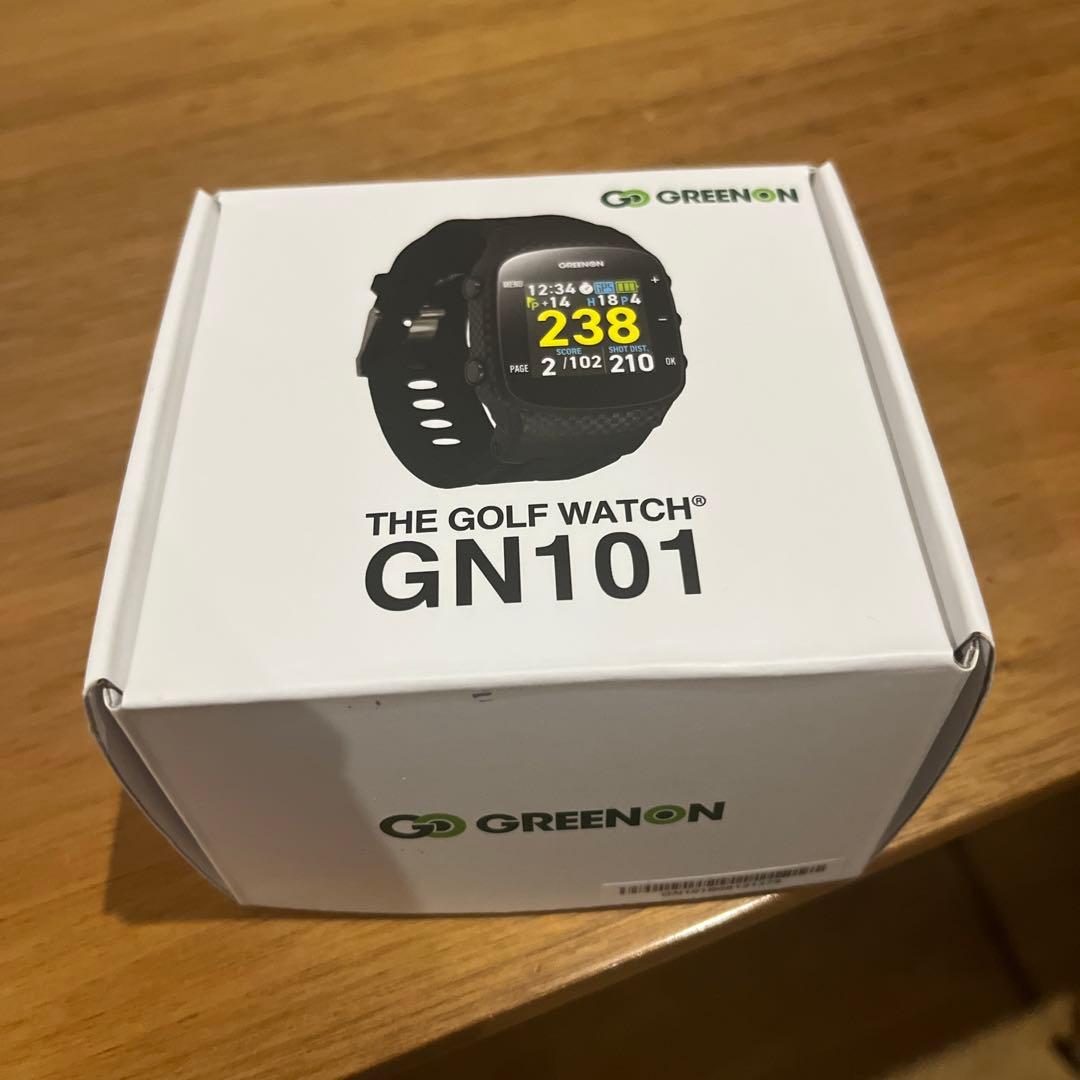 GREENON
GREENON
MENU
12:34 GPS
P+14 H18 P4
238
SCORE SHOT DIST.
PAGE 2/102 210 OK
+
−
THE GOLF WATCH®
GN101
GREENON